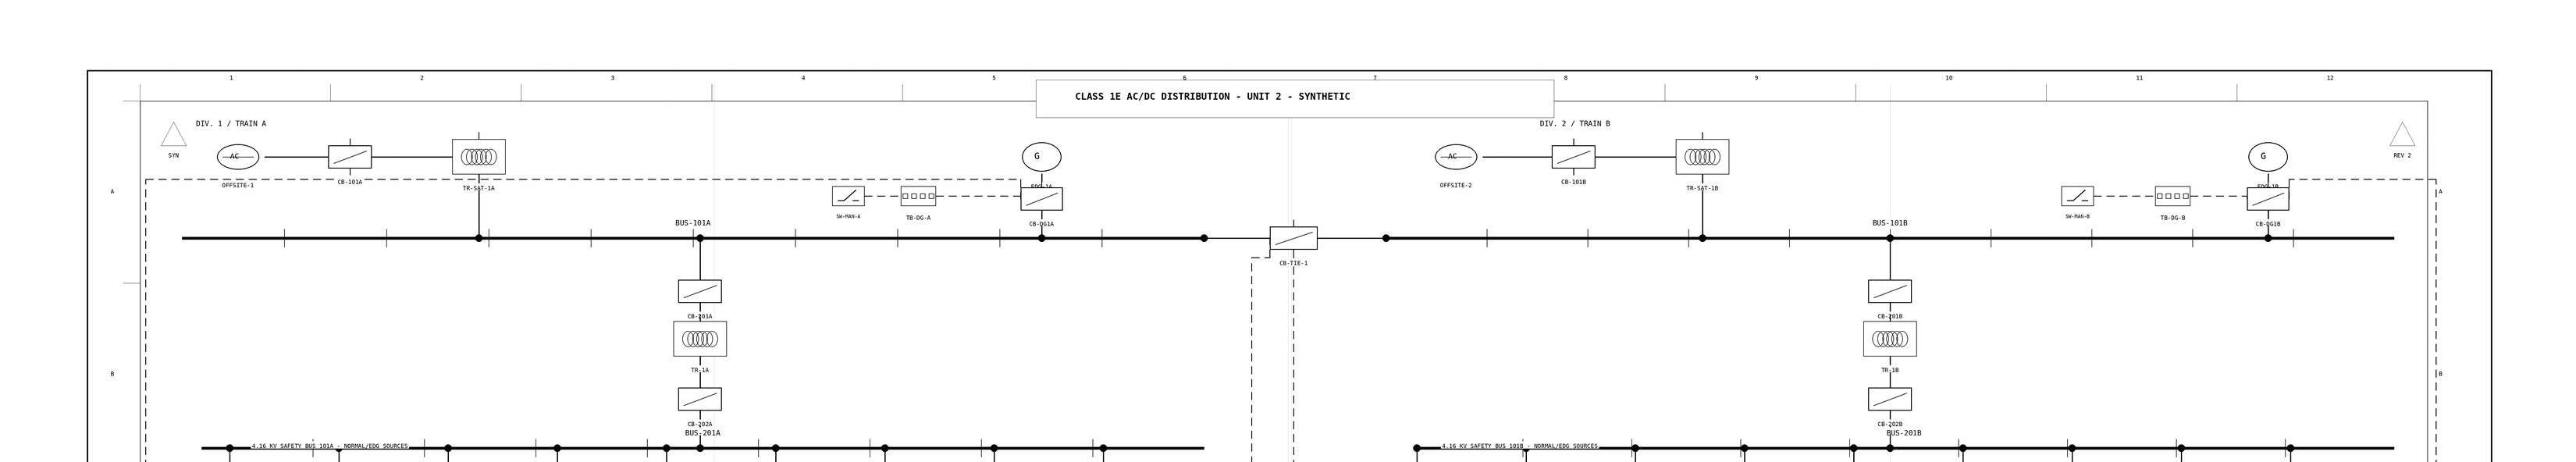 1 2 3 4 5 6 7 8 9 10 11 12
CLASS 1E AC/DC DISTRIBUTION - UNIT 2 - SYNTHETIC
DIV. 1 / TRAIN A
DIV. 2 / TRAIN B
SYN
AC
G
AC
G
REV 2
OFFSITE-1
CB-101A
TR-SAT-1A
EDG-1A
OFFSITE-2
CB-101B
TR-SAT-1B
EDG-1B
A
A
SW-MAN-A
TB-DG-A
CB-DG1A
SW-MAN-B
TB-DG-B
CB-DG1B
BUS-101A
BUS-101B
CB-TIE-1
CB-201A
CB-201B
TR-1A
TR-1B
B
B
CB-202A
CB-202B
BUS-201A
BUS-201B
4.16 KV SAFETY BUS 101A - NORMAL/EDG SOURCES
4.16 KV SAFETY BUS 101B - NORMAL/EDG SOURCES